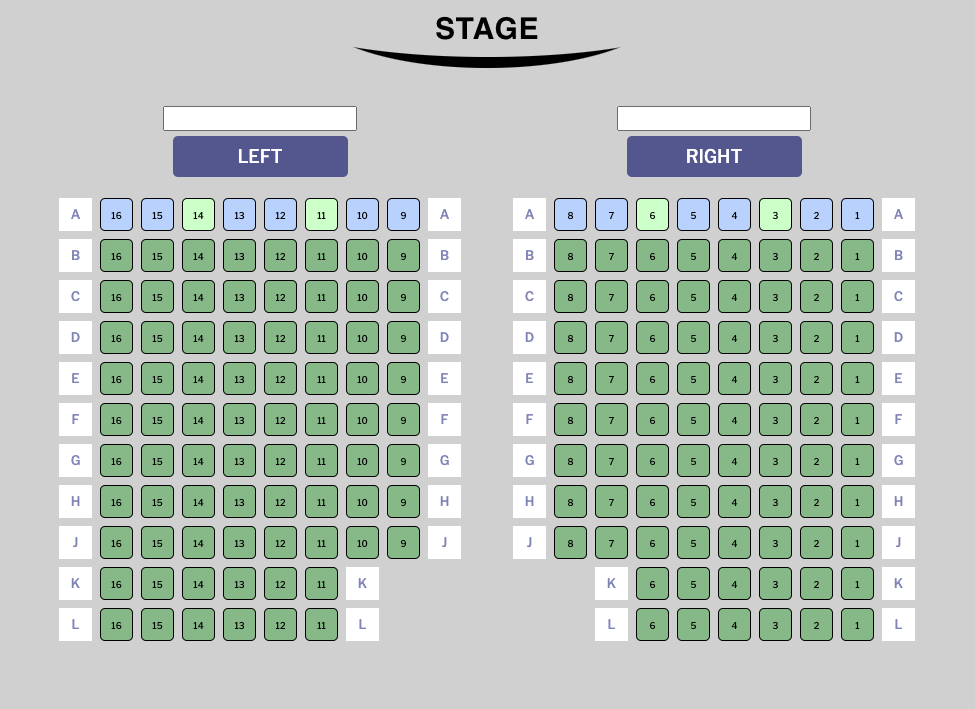 STAGE
LEFT RIGHT
A 16 15 14 13 12 11 10 9 A A 8 7 6 5 4 3 2 1 A
B 16 15 14 13 12 11 10 9 B B 8 7 6 5 4 3 2 1 B
C 16 15 14 13 12 11 10 9 C C 8 7 6 5 4 3 2 1 C
D 16 15 14 13 12 11 10 9 D D 8 7 6 5 4 3 2 1 D
E 16 15 14 13 12 11 10 9 E E 8 7 6 5 4 3 2 1 E
F 16 15 14 13 12 11 10 9 F F 8 7 6 5 4 3 2 1 F
G 16 15 14 13 12 11 10 9 G G 8 7 6 5 4 3 2 1 G
H 16 15 14 13 12 11 10 9 H H 8 7 6 5 4 3 2 1 H
J 16 15 14 13 12 11 10 9 J J 8 7 6 5 4 3 2 1 J
K 16 15 14 13 12 11 K K 6 5 4 3 2 1 K
L 16 15 14 13 12 11 L L 6 5 4 3 2 1 L